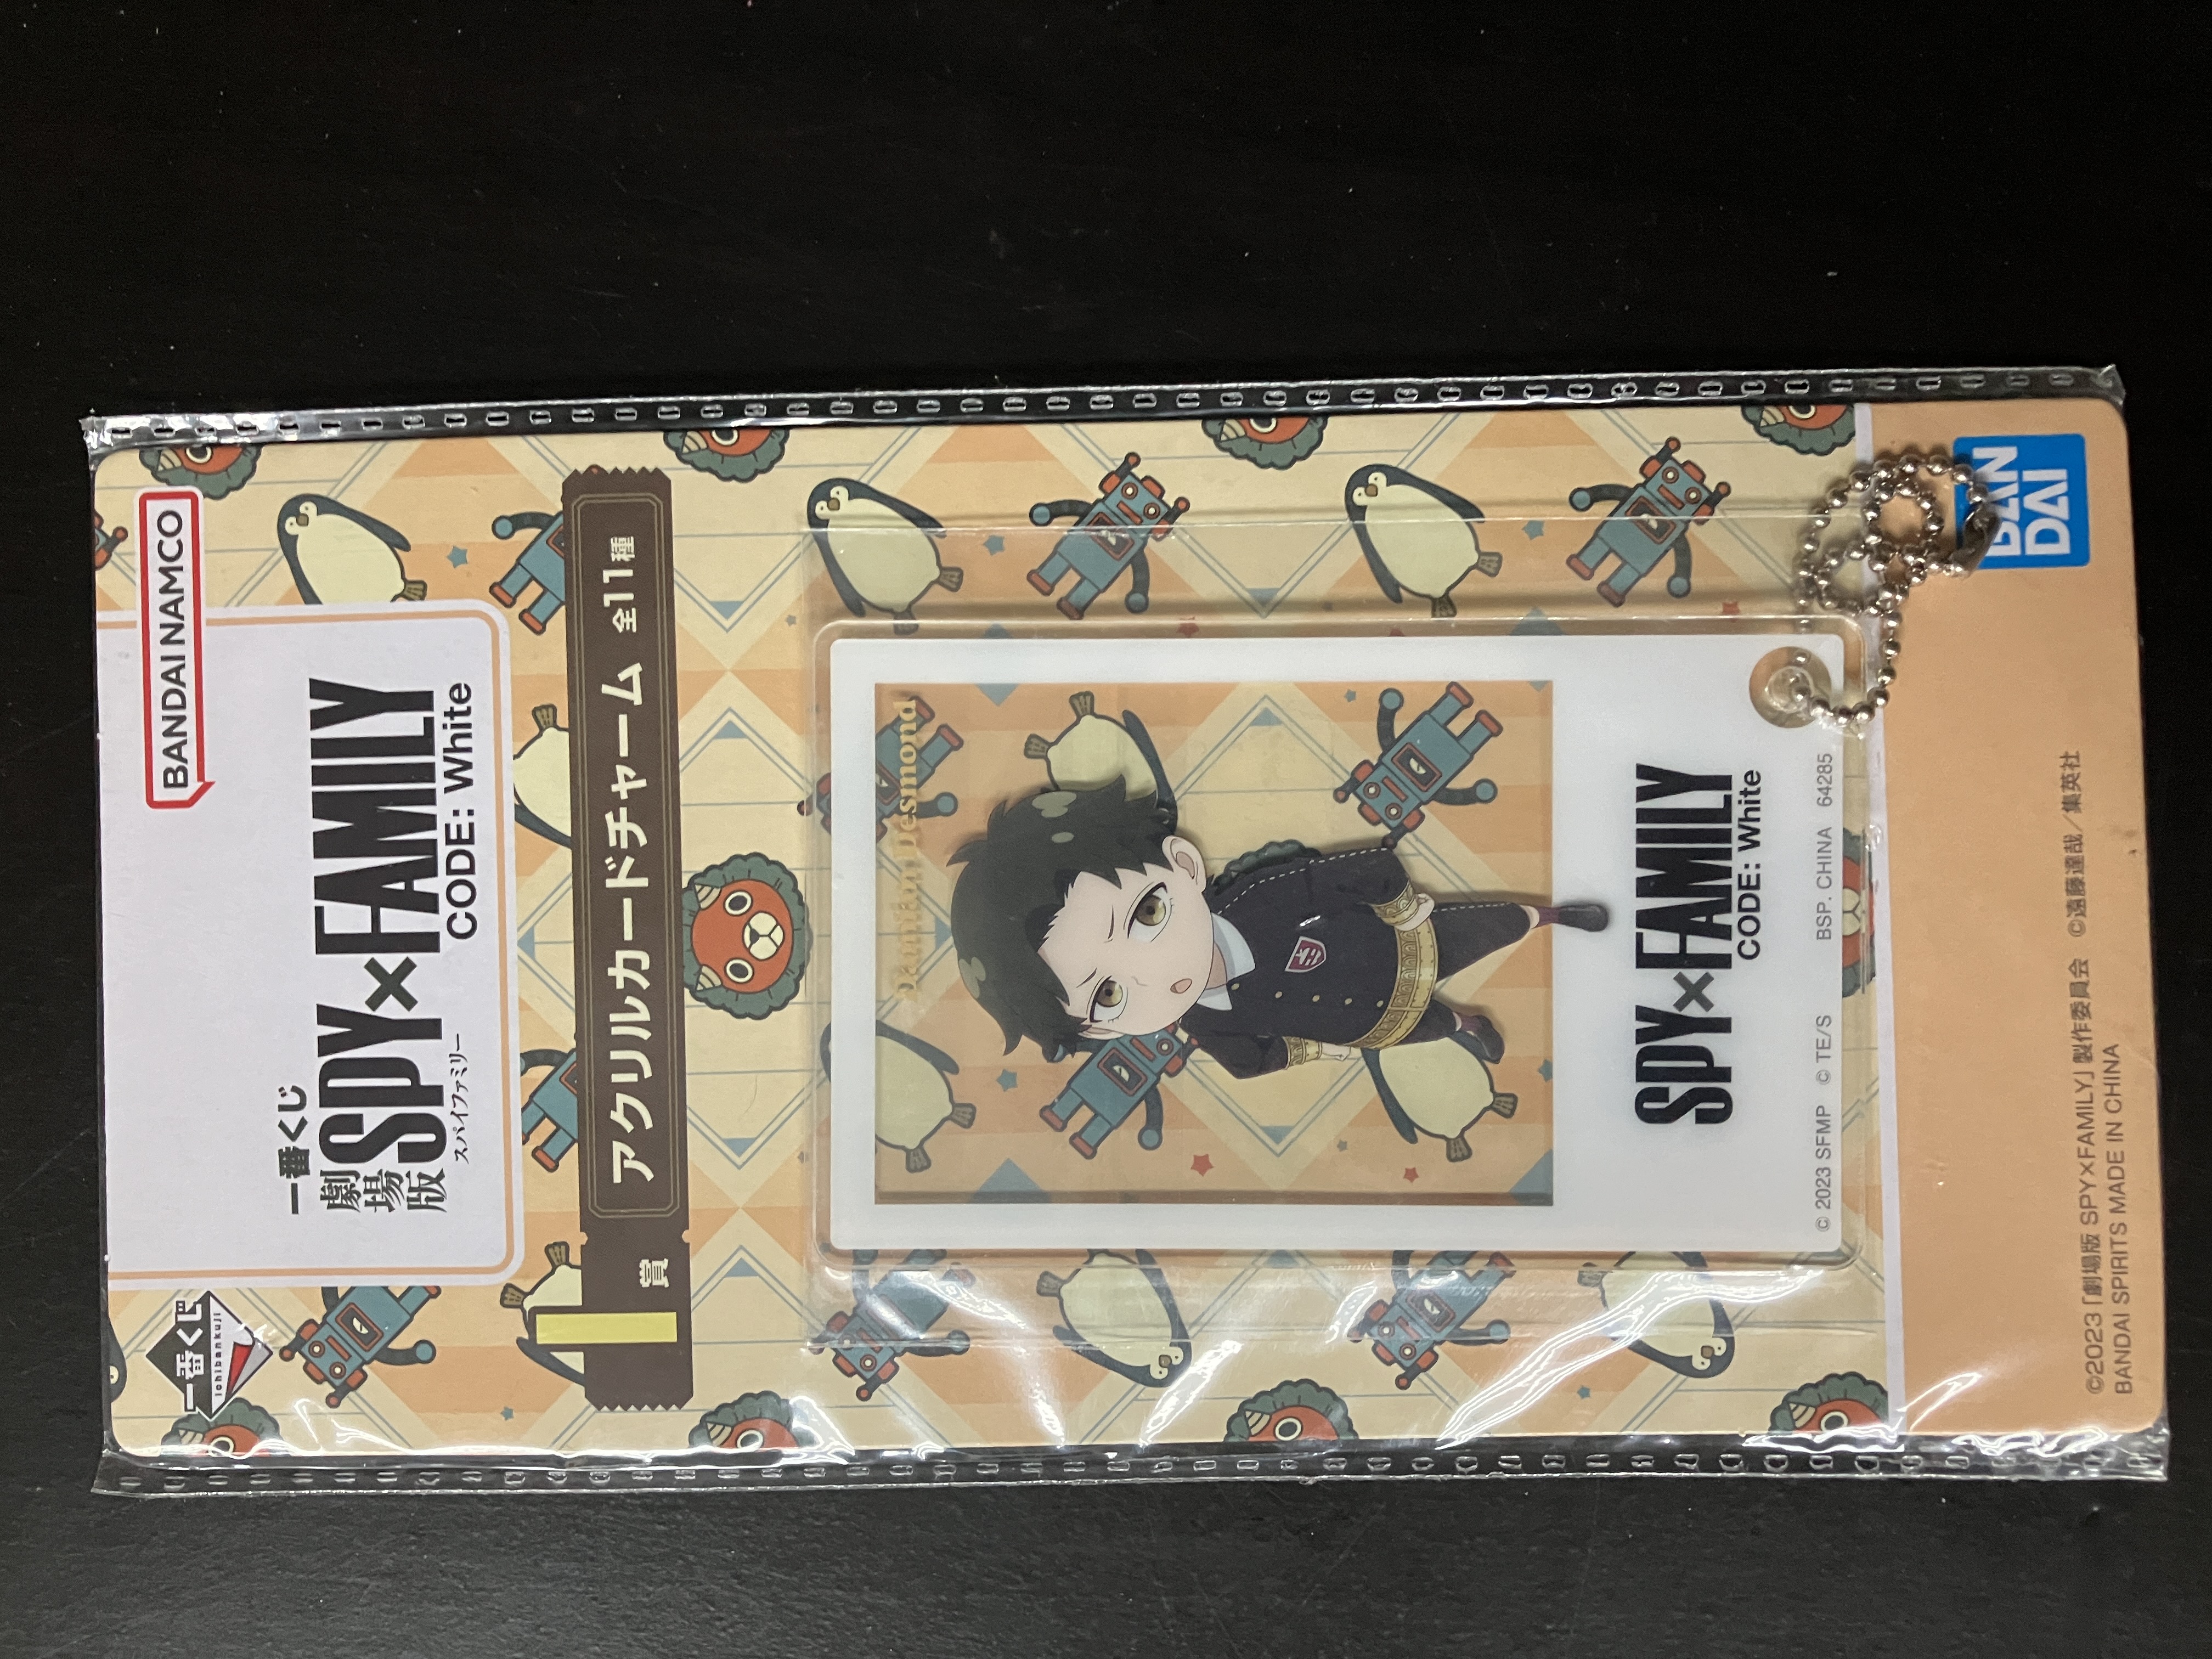 BANDAI NAMCO
一番くじ
ichibankuji
一番くじ
劇場版
SPY×FAMILY
スパイファミリー
CODE: White
I賞
アクリルカードチャーム 全11種
Damian Desmond
SPY×FAMILY
CODE: White
© 2023 SFMP © TE/S BSP. CHINA 64285
BAN
DAI
©2023「劇場版 SPY×FAMILY」製作委員会 ©遠藤達哉／集英社
BANDAI SPIRITS MADE IN CHINA